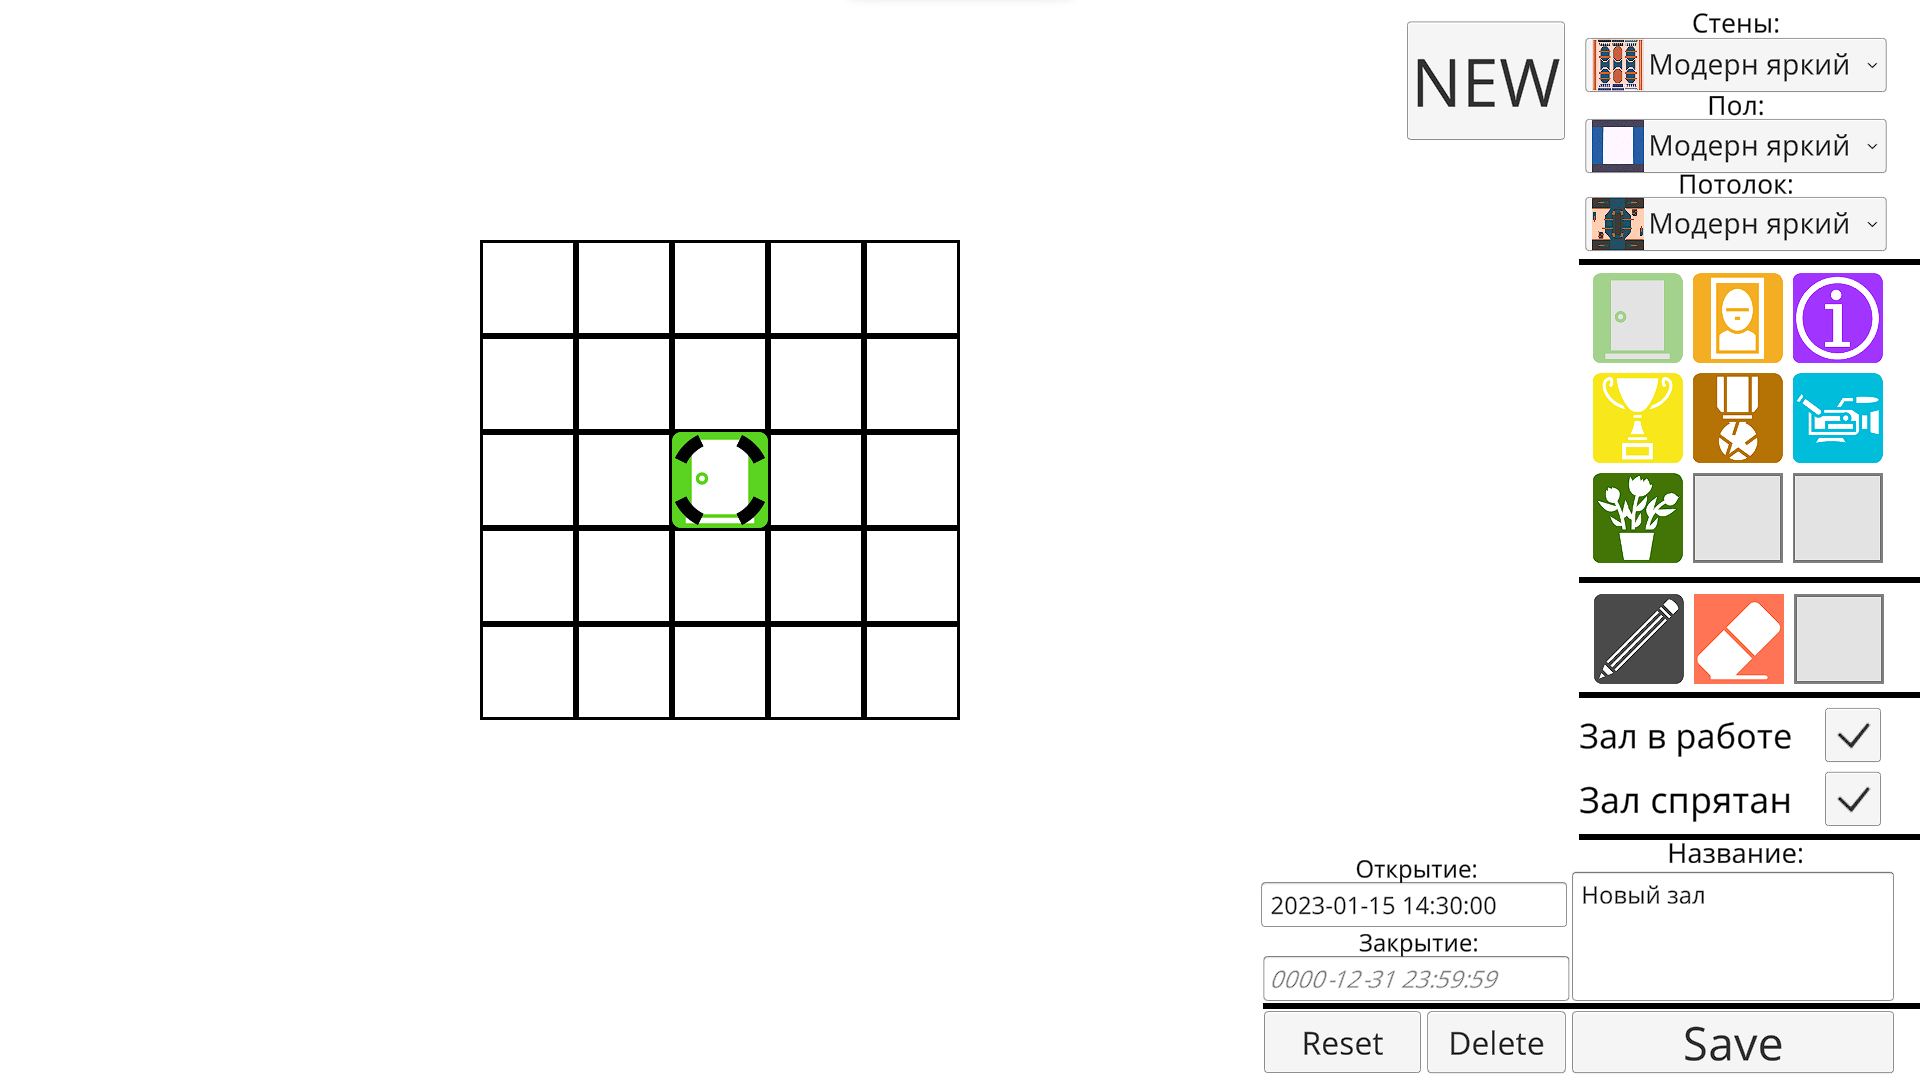 NEW
Стены:
Модерн яркий
Пол:
Модерн яркий
Потолок:
Модерн яркий
Зал в работе
Зал спрятан
Открытие:
2023-01-15 14:30:00
Закрытие:
0000-12-31 23:59:59
Название:
Новый зал
Reset
Delete
Save